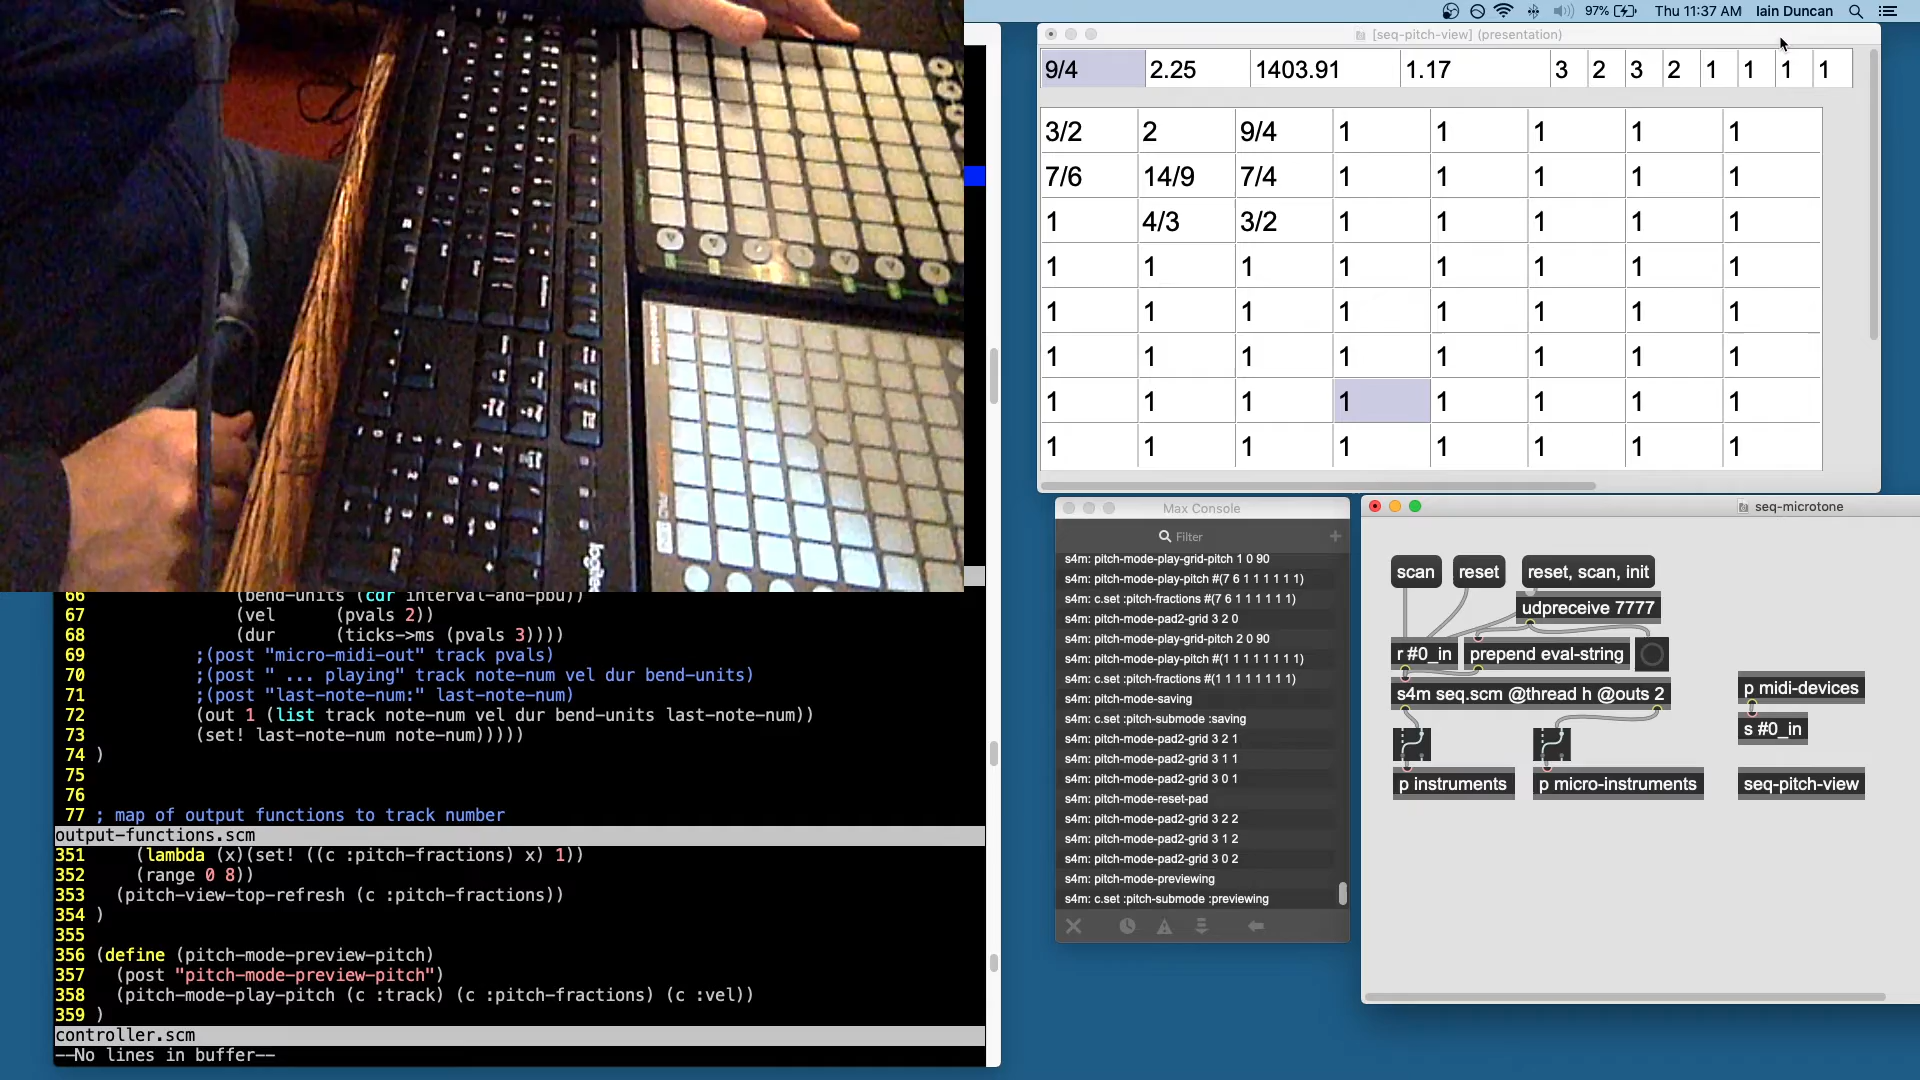 97% Thu 11:37 AM Iain Duncan
[seq-pitch-view] (presentation)
9/4 2.25 1403.91 1.17 3 2 3 2 1 1 1 1
3/2 2 9/4 1 1 1 1 1
7/6 14/9 7/4 1 1 1 1 1
1 4/3 3/2 1 1 1 1 1
1 1 1 1 1 1 1 1
1 1 1 1 1 1 1 1
1 1 1 1 1 1 1 1
1 1 1 1 1 1 1 1
1 1 1 1 1 1 1 1
Max Console
Filter
s4m: pitch-mode-play-grid-pitch 1 0 90
s4m: pitch-mode-play-pitch #(7 6 1 1 1 1 1 1)
s4m: c.set :pitch-fractions #(7 6 1 1 1 1 1 1)
s4m: pitch-mode-pad2-grid 3 2 0
s4m: pitch-mode-play-grid-pitch 2 0 90
s4m: pitch-mode-play-pitch #(1 1 1 1 1 1 1 1)
s4m: c.set :pitch-fractions #(1 1 1 1 1 1 1 1)
s4m: pitch-mode-saving
s4m: c.set :pitch-submode :saving
s4m: pitch-mode-pad2-grid 3 2 1
s4m: pitch-mode-pad2-grid 3 1 1
s4m: pitch-mode-pad2-grid 3 0 1
s4m: pitch-mode-reset-pad
s4m: pitch-mode-pad2-grid 3 2 2
s4m: pitch-mode-pad2-grid 3 1 2
s4m: pitch-mode-pad2-grid 3 0 2
s4m: pitch-mode-previewing
s4m: c.set :pitch-submode :previewing
seq-microtone
scan reset reset, scan, init
udpreceive 7777
r #0_in prepend eval-string
s4m seq.scm @thread h @outs 2
p midi-devices
s #0_in
p instruments p micro-instruments seq-pitch-view
logitech
66 (bend-units (cdr interval-and-pbu))
67 (vel (pvals 2))
68 (dur (ticks->ms (pvals 3))))
69 ;(post "micro-midi-out" track pvals)
70 ;(post " ... playing" track note-num vel dur bend-units)
71 ;(post "last-note-num:" last-note-num)
72 (out 1 (list track note-num vel dur bend-units last-note-num))
73 (set! last-note-num note-num)))))
74 )
75
76
77 ; map of output functions to track number
output-functions.scm
351 (lambda (x)(set! ((c :pitch-fractions) x) 1))
352 (range 0 8))
353 (pitch-view-top-refresh (c :pitch-fractions))
354 )
355
356 (define (pitch-mode-preview-pitch)
357 (post "pitch-mode-preview-pitch")
358 (pitch-mode-play-pitch (c :track) (c :pitch-fractions) (c :vel))
359 )
controller.scm
--No lines in buffer--